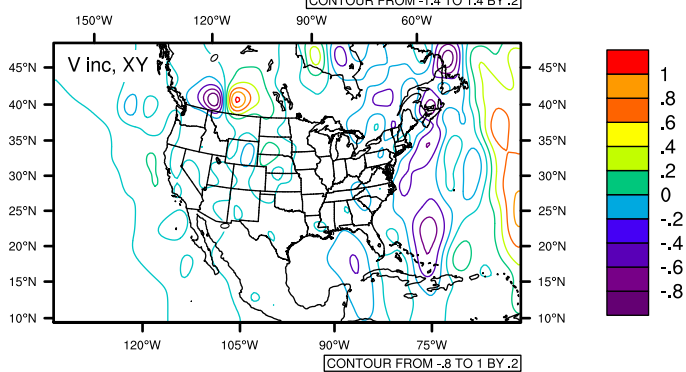 CONTOUR FROM -1.4 TO 1.4 BY .2
150°W 120°W 90°W 60°W
V inc, XY
45°N 45°N
40°N 40°N
35°N 35°N
30°N 30°N
25°N 25°N
20°N 20°N
10°N 10°N
120°W 105°W 90°W 75°W
CONTOUR FROM -.8 TO 1 BY .2
1
.8
.6
.4
.2
0
-.2
-.4
-.6
-.8